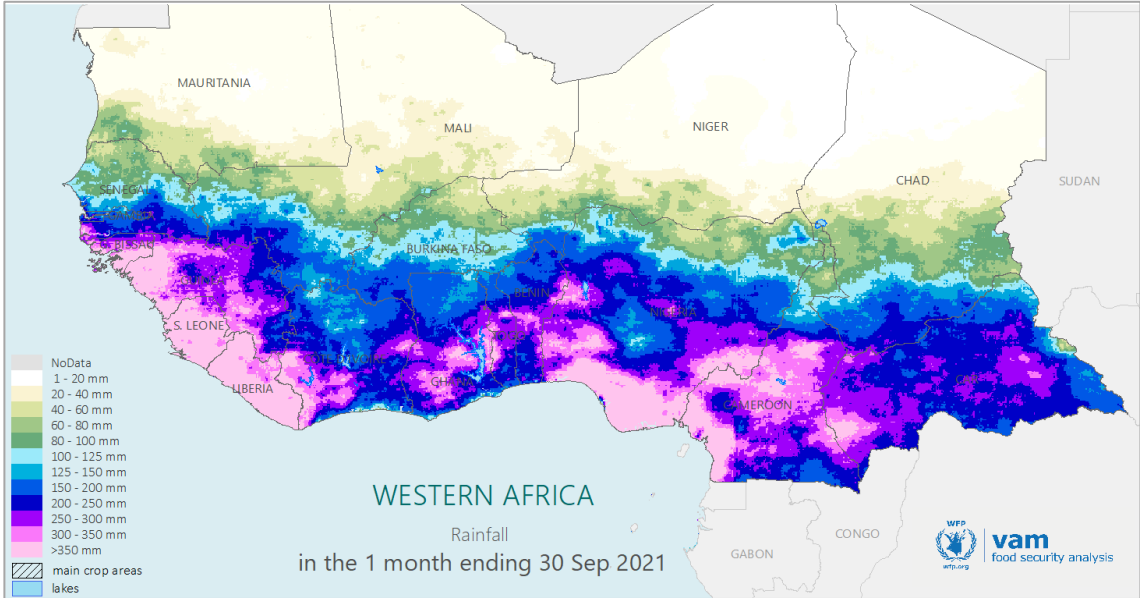 MAURITANIA
MALI
NIGER
CHAD
SUDAN
SENEGAL
BURKINA FASO
BENIN
NIGERIA
S. LEONE
LIBERIA
GHANA
CAMEROON
CAR
NoData
1 - 20 mm
20 - 40 mm
40 - 60 mm
60 - 80 mm
80 - 100 mm
100 - 125 mm
125 - 150 mm
150 - 200 mm
200 - 250 mm
250 - 300 mm
300 - 350 mm
>350 mm
main crop areas
lakes
WESTERN AFRICA
Rainfall
in the 1 month ending 30 Sep 2021
GABON
CONGO
WFP
wfp.org
vam
food security analysis